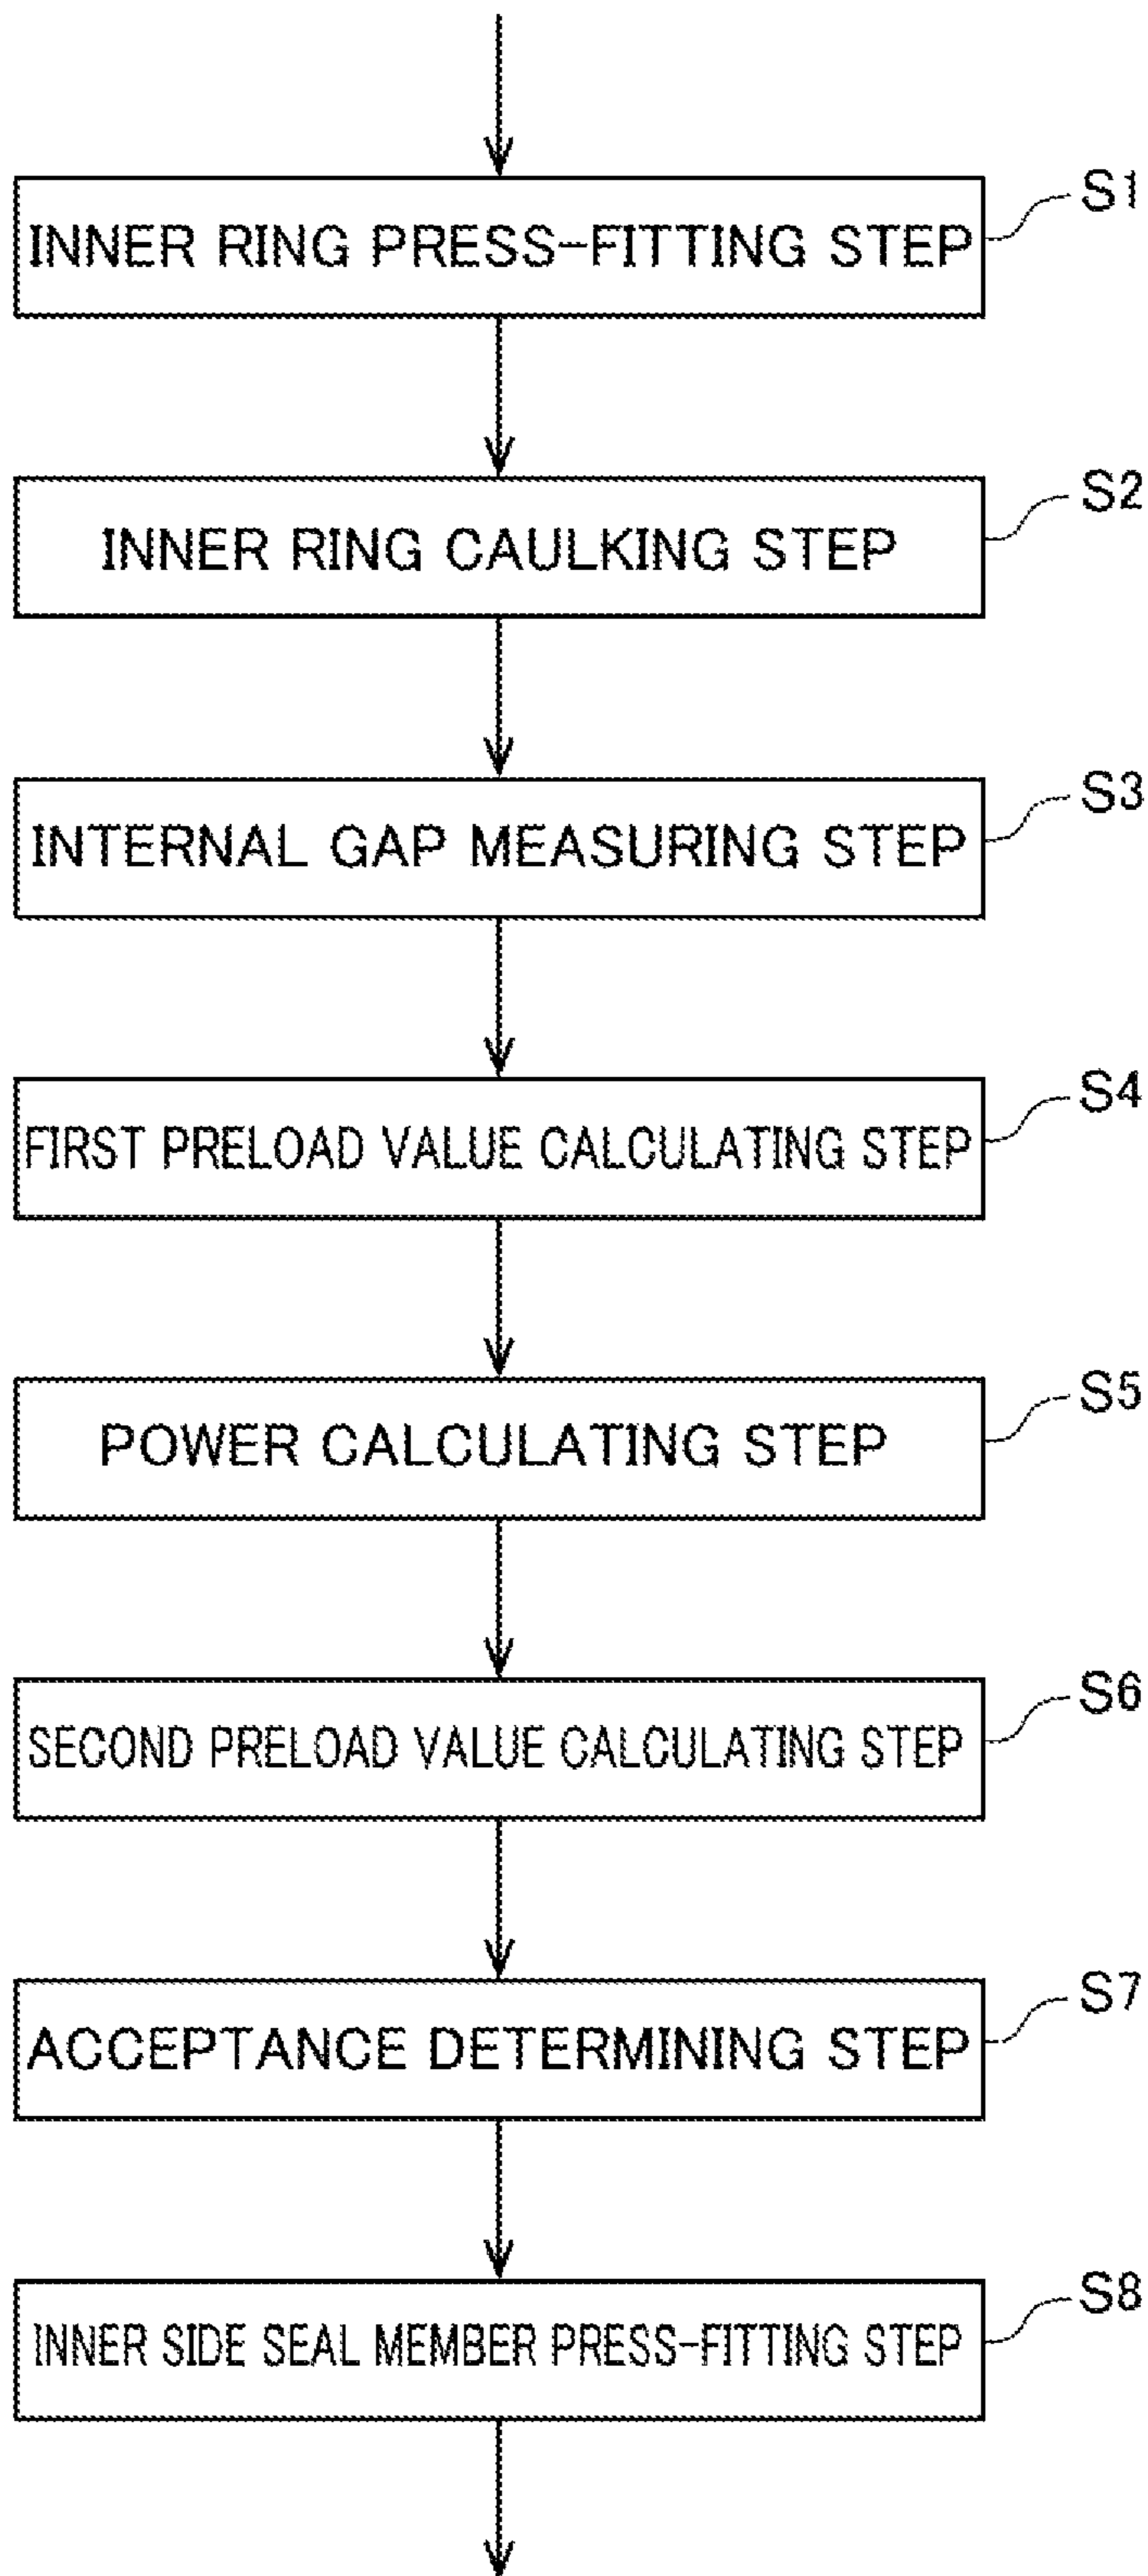 S1
INNER RING PRESS-FITTING STEP
S2
INNER RING CAULKING STEP
S3
INTERNAL GAP MEASURING STEP
S4
FIRST PRELOAD VALUE CALCULATING STEP
S5
POWER CALCULATING STEP
S6
SECOND PRELOAD VALUE CALCULATING STEP
S7
ACCEPTANCE DETERMINING STEP
S8
INNER SIDE SEAL MEMBER PRESS-FITTING STEP